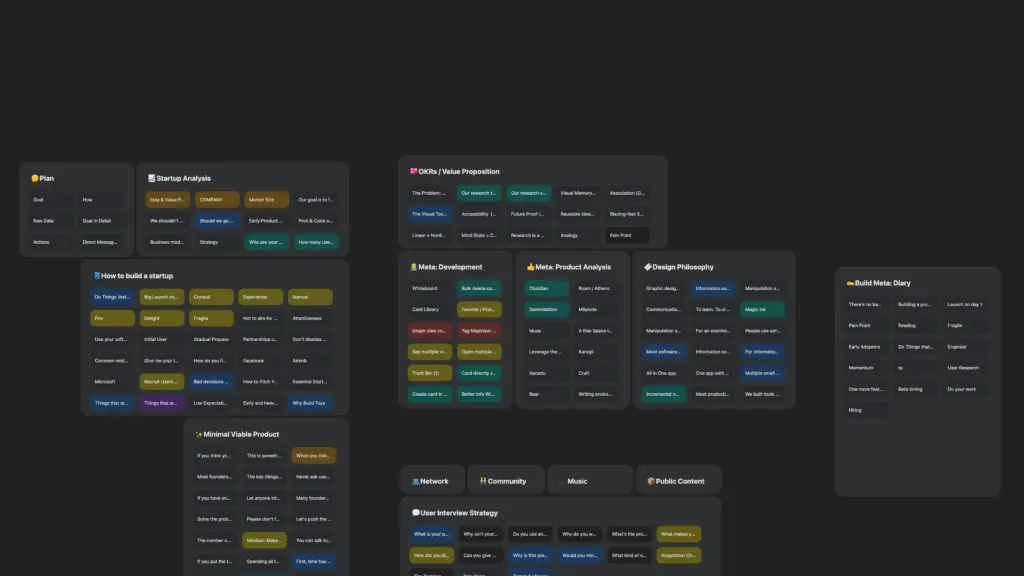 🤔Plan
Goal
How
Raw Data
Goal in Detail
Actions
Direct Messag...
📈Startup Analysis
Idea & Value P...
COMPANY
Market Size
Our goal is to f...
We shouldn't ...
Should we go ...
Early Product ...
Pros & Cons o...
Business mod...
Strategy
Who are your ...
How many use...
📘How to build a startup
Do Things that...
Big Launch do...
Consult
Experience
Manual
Fire
Delight
Fragile
Not to aim for ...
Attentiveness
Use your soft...
Initial User
Gradual Process
Partnerships u...
Don't dismiss ...
Common mist...
Give me your l...
How do you fi...
Facebook
Airbnb
Microsoft
Recruit Users ...
Bad decisions ...
How to Pitch Y...
Essential Start...
Things that ar...
Things that ar...
Low Expectati...
Early and heav...
Why Build Toys
✨Minimal Viable Product
If you think yo...
This is someth...
When you thin...
Most founders...
The key things...
Never ask use...
If you have on...
Let anyone int...
Many founder...
Solve the prob...
Please don't f...
Let's push the ...
The number o...
Mindset: Make...
You can talk to...
If you put the t...
Spending all t...
First, time box ...
💖OKRs / Value Proposition
The Problem: ...
Our research t...
Our research s...
Visual Memory...
Association (G...
The Visual Too...
Accessibility (...
Future Proof (...
Reusable Idea...
Blazing-fast S...
Linear + Nonli...
Mind State = C...
Research is a ...
Analogy
Pain Point
Meta: Development
Whiteboard
Bulk delete ca...
Card Library
Favorite / Pinn...
Graph view ou...
Tag MapView ...
See multiple ri...
Open multiple ...
Trash Bin (1)
Card directly s...
Create card in ...
Better info Wi...
👍Meta: Product Analysis
Obsidian
Roam / Athens
Semmilattice
Milanote
Muse
A free Space t...
Leverage the ...
Kanopi
Xanadu
Craft
Bear
Writing enviro...
Design Philosophy
Graphic desig...
Information so...
Manipulation s...
Communicatio...
To learn. To cr...
Magic Ink
Manipulation s...
For an enormo...
People use sof...
Most software...
Information so...
For informatio...
All in One app
One app with ...
Multiple small ...
Incremental n...
Most producti...
We built tools ...
Network
Community
Music
Public Content
💬User Interview Strategy
What is your p...
Why isn't your...
Do you use an...
Why do you w...
What's the pro...
What makes y...
How did you di...
Can you give ...
Why is this pro...
Would you min...
What kind of n...
Acquisition Ch...
✍️Build Meta: Diary
There's no ba...
Building a pro...
Launch on day 1
Pain Point
Reading
Fragile
Early Adopters
Do Things that...
Engineer
Momentum
te
User Research
One more feat...
Beta timing
Do your work
Hiring